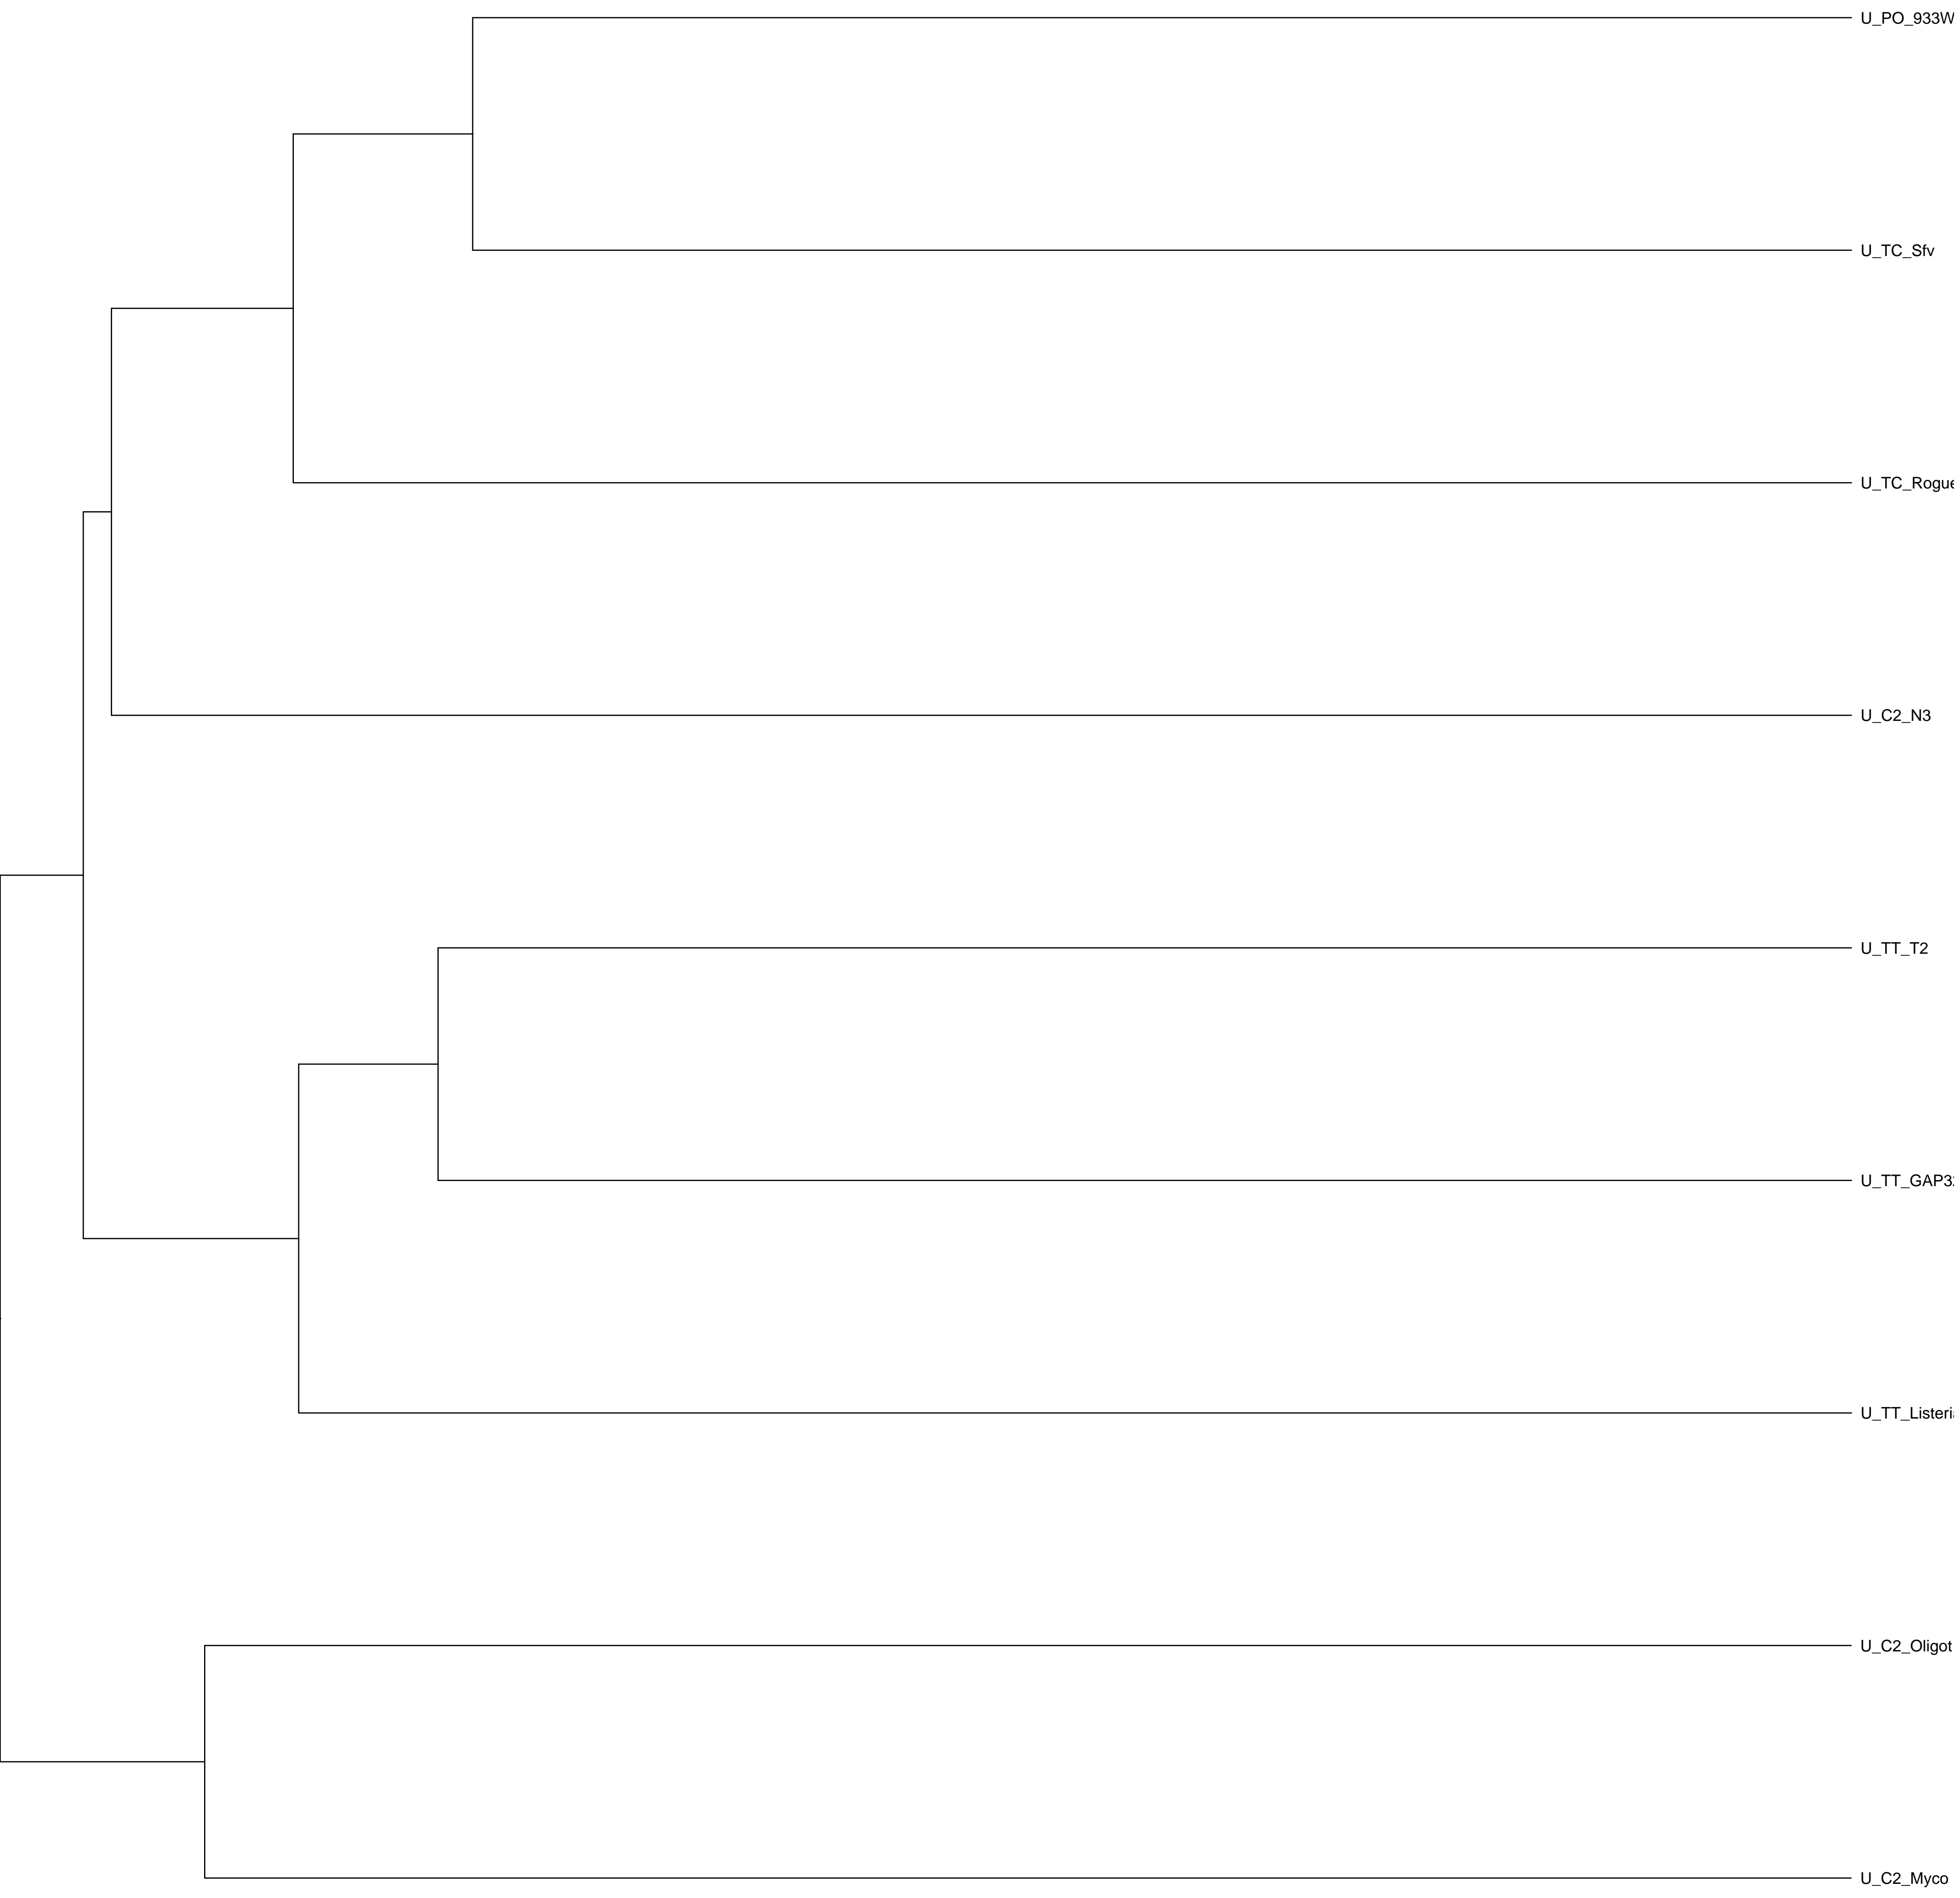 U_PO_933W
U_TC_Sfv
U_TC_Rogue
U_C2_N3
U_TT_T2
U_TT_GAP3
U_TT_Listeri
U_C2_Oligot
U_C2_Myco